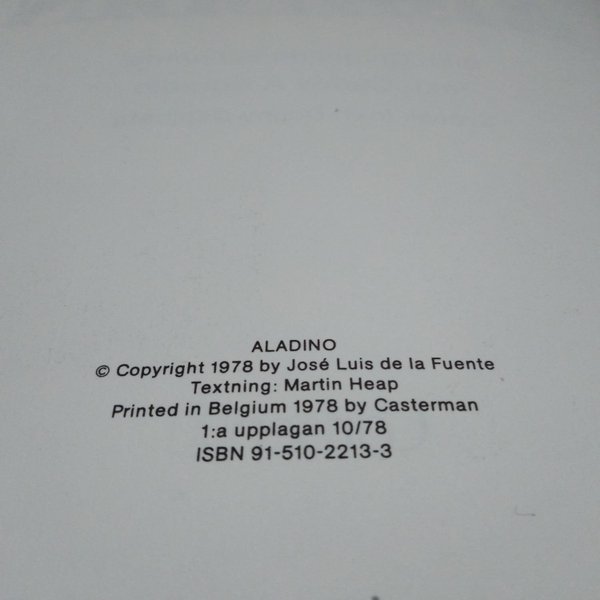 ALADINO
© Copyright 1978 by José Luis de la Fuente
Textning: Martin Heap
Printed in Belgium 1978 by Casterman
1:a upplagan 10/78
ISBN 91-510-2213-3